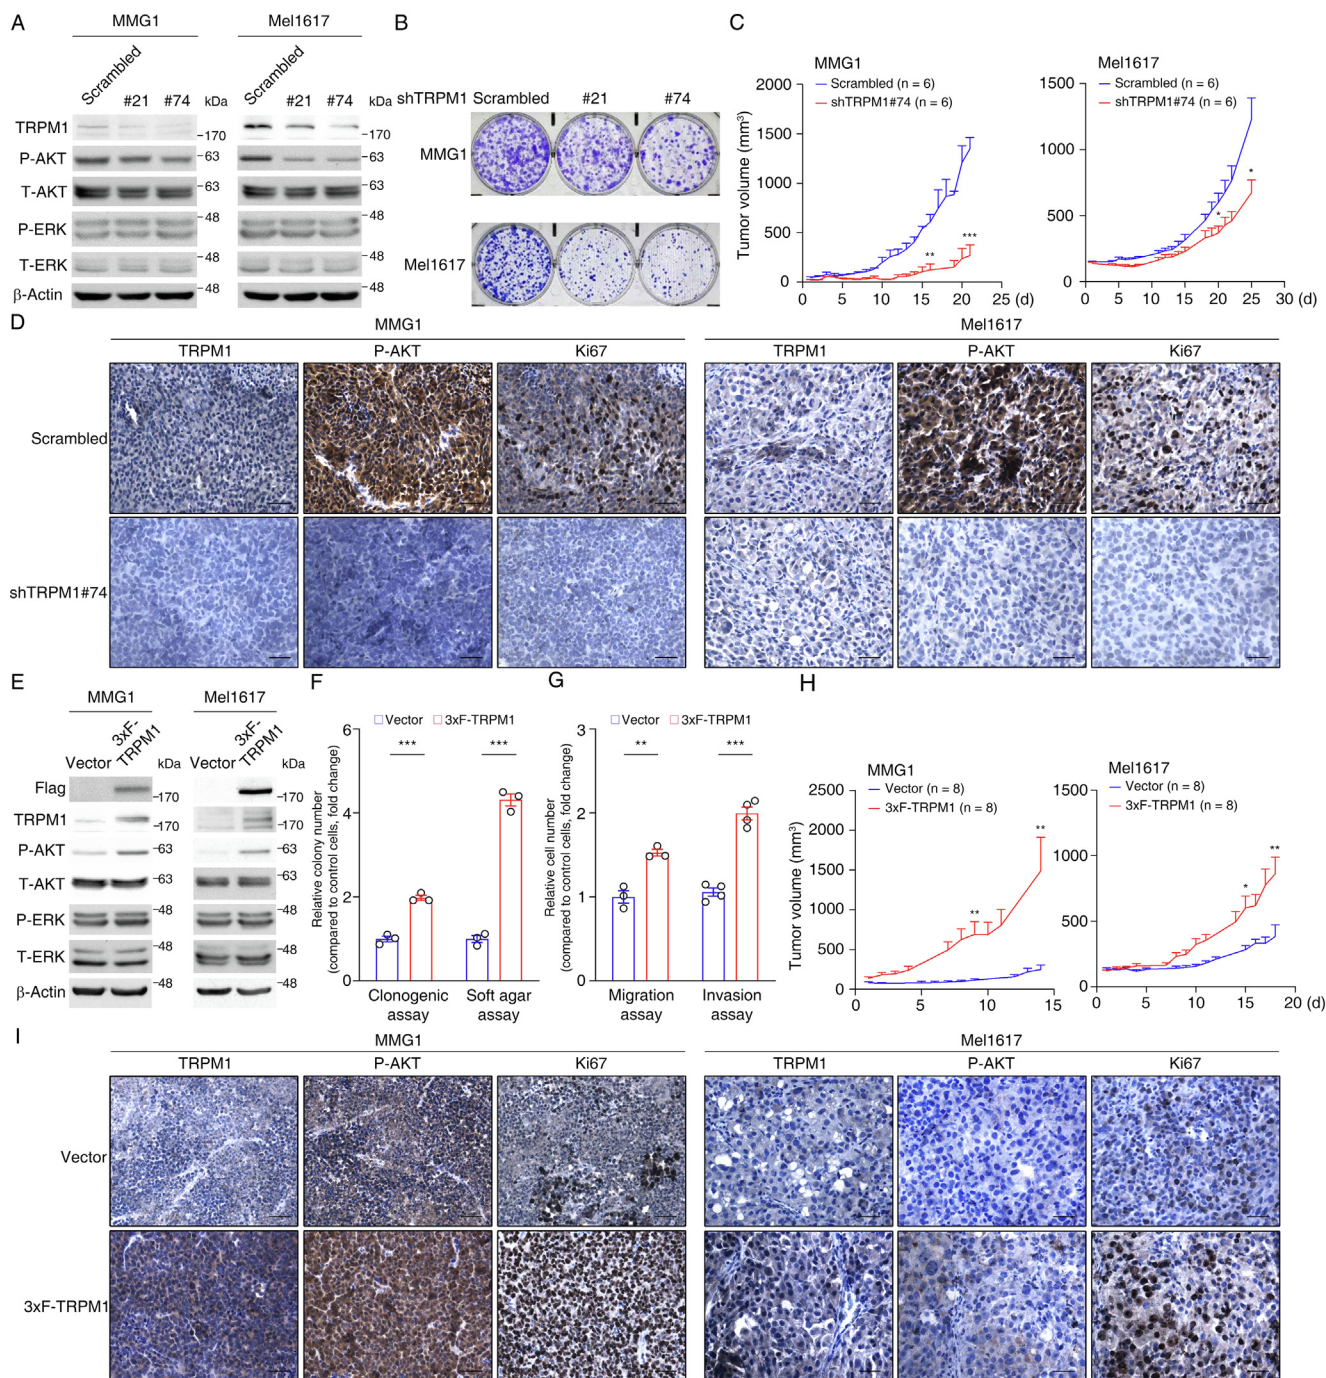 A
MMG1
Mel1617
Scrambled
#21
#74
kDa
Scrambled
#21
#74
kDa
TRPM1
-170
-170
P-AKT
-63
-63
T-AKT
-63
-63
P-ERK
-48
-48
T-ERK
-48
-48
β-Actin
-48
-48
B
shTRPM1
Scrambled
#21
#74
MMG1
Mel1617
C
MMG1
Scrambled (n = 6)
shTRPM1#74 (n = 6)
Tumor volume (mm³)
2000
1500
1000
500
0
**
***
0 5 10 15 20 25 (d)
Mel1617
Scrambled (n = 6)
shTRPM1#74 (n = 6)
1500
1000
500
0
*
*
0 5 10 15 20 25 30 (d)
D
MMG1
Mel1617
TRPM1
P-AKT
Ki67
TRPM1
P-AKT
Ki67
Scrambled
shTRPM1#74
E
MMG1
Mel1617
Vector
3xF-
TRPM1
kDa
Vector
3xF-
TRPM1
kDa
Flag
-170
-170
TRPM1
-170
-170
P-AKT
-63
-63
T-AKT
-63
-63
P-ERK
-48
-48
T-ERK
-48
-48
β-Actin
-48
-48
F
Vector
3xF-TRPM1
Relative colony number
(compared to control cells, fold change)
6
4
2
0
***
***
Clonogenic
assay
Soft agar
assay
G
Vector
3xF-TRPM1
Relative cell number
(compared to control cells, fold change)
3
2
1
0
**
***
Migration
assay
Invasion
assay
H
MMG1
Vector (n = 8)
3xF-TRPM1 (n = 8)
Tumor volume (mm³)
2500
2000
1500
1000
500
0
**
**
0 5 10 15
Mel1617
Vector (n = 8)
3xF-TRPM1 (n = 8)
1500
1000
500
0
*
**
0 5 10 15 20 (d)
I
MMG1
Mel1617
TRPM1
P-AKT
Ki67
TRPM1
P-AKT
Ki67
Vector
3xF-TRPM1